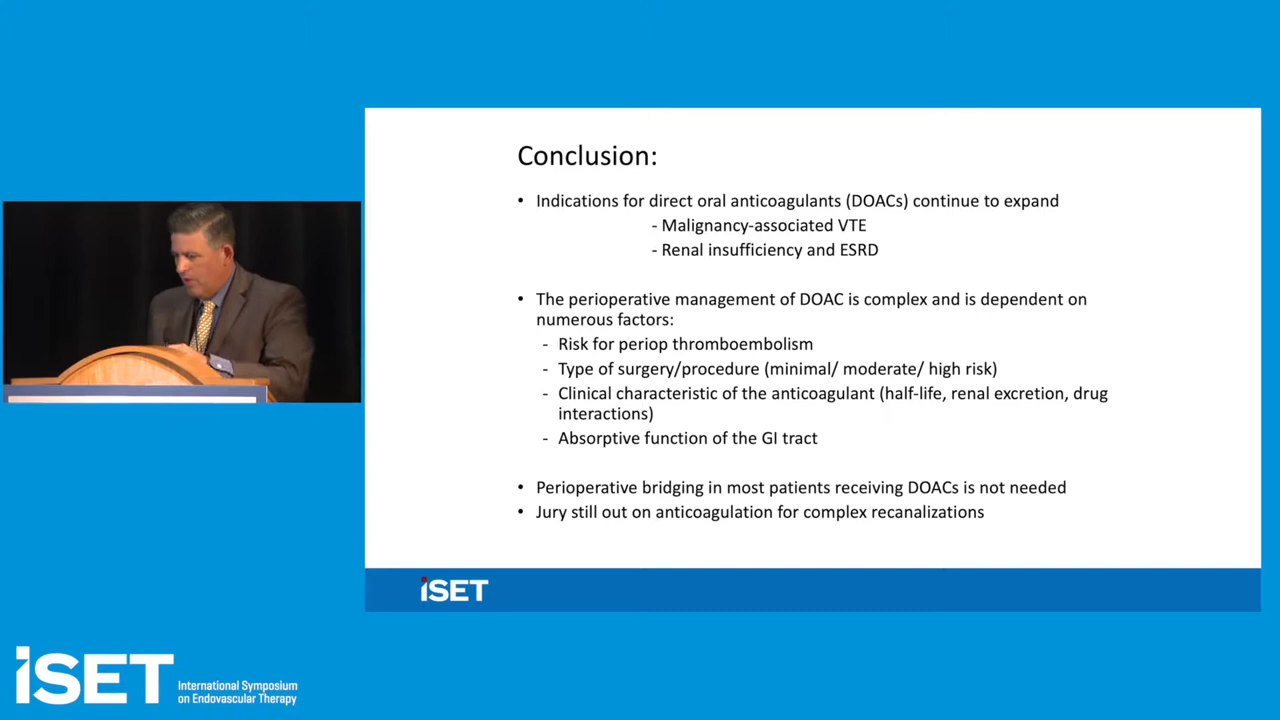 Conclusion:
• Indications for direct oral anticoagulants (DOACs) continue to expand
- Malignancy-associated VTE
- Renal insufficiency and ESRD
• The perioperative management of DOAC is complex and is dependent on
numerous factors:
- Risk for periop thromboembolism
- Type of surgery/procedure (minimal/ moderate/ high risk)
- Clinical characteristic of the anticoagulant (half-life, renal excretion, drug
interactions)
- Absorptive function of the GI tract
• Perioperative bridging in most patients receiving DOACs is not needed
• Jury still out on anticoagulation for complex recanalizations
iSET
iSET
International Symposium
on Endovascular Therapy